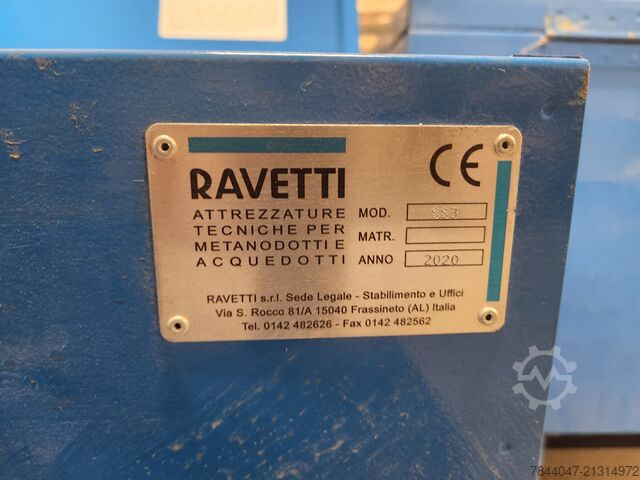 RAVETTI
CE
ATTREZZATURE
TECNICHE PER
METANODOTTI E
ACQUEDOTTI
MOD. SS3
MATR.
ANNO 2020
RAVETTI s.r.l. Sede Legale - Stabilimento e Uffici
Via S. Rocco 81/A 15040 Frassineto (AL) Italia
Tel. 0142 482626 - Fax 0142 482562
7844047-21314972